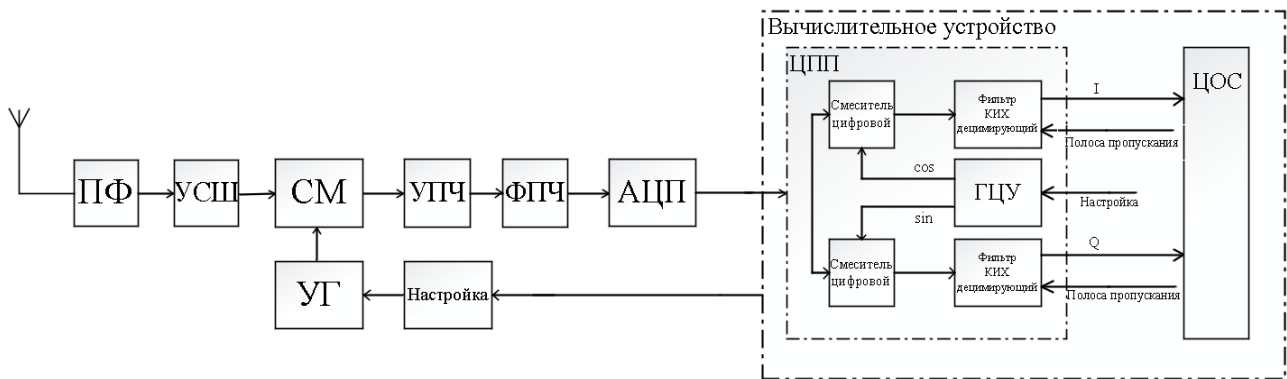 Вычислительное устройство
ЦПП
ЦОС
Смеситель
цифровой
Фильтр
КИХ
децимирующий
I
Полоса пропускания
cos
ПФ
УСШ
СМ
УПЧ
ФПЧ
АЦП
ГЦУ
Настройка
sin
Смеситель
цифровой
Фильтр
КИХ
децимирующий
Q
Полоса пропускания
УГ
Настройка